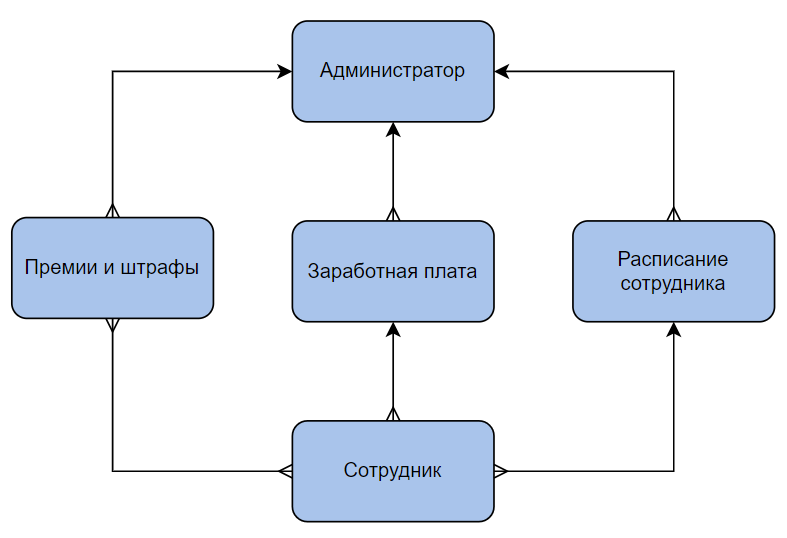 Администратор
Премии и штрафы
Заработная плата
Расписание
сотрудника
Сотрудник